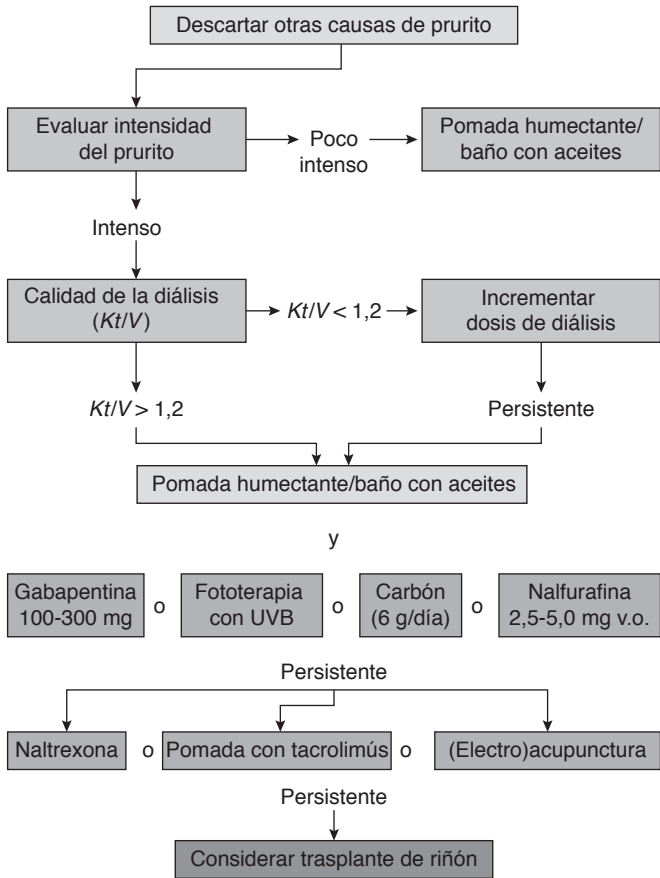 Descartar otras causas de prurito
Evaluar intensidad
del prurito
Poco
intenso
Pomada humectante/
baño con aceites
Intenso
Calidad de la diálisis
(Kt/V)
Kt/V < 1,2
Incrementar
dosis de diálisis
Kt/V > 1,2
Persistente
Pomada humectante/baño con aceites
y
Gabapentina
100-300 mg
o
Fototerapia
con UVB
o
Carbón
(6 g/día)
o
Nalfurafina
2,5-5,0 mg v.o.
Persistente
Naltrexona
o
Pomada con tacrolimús
o
(Electro)acupunctura
Persistente
Considerar trasplante de riñón